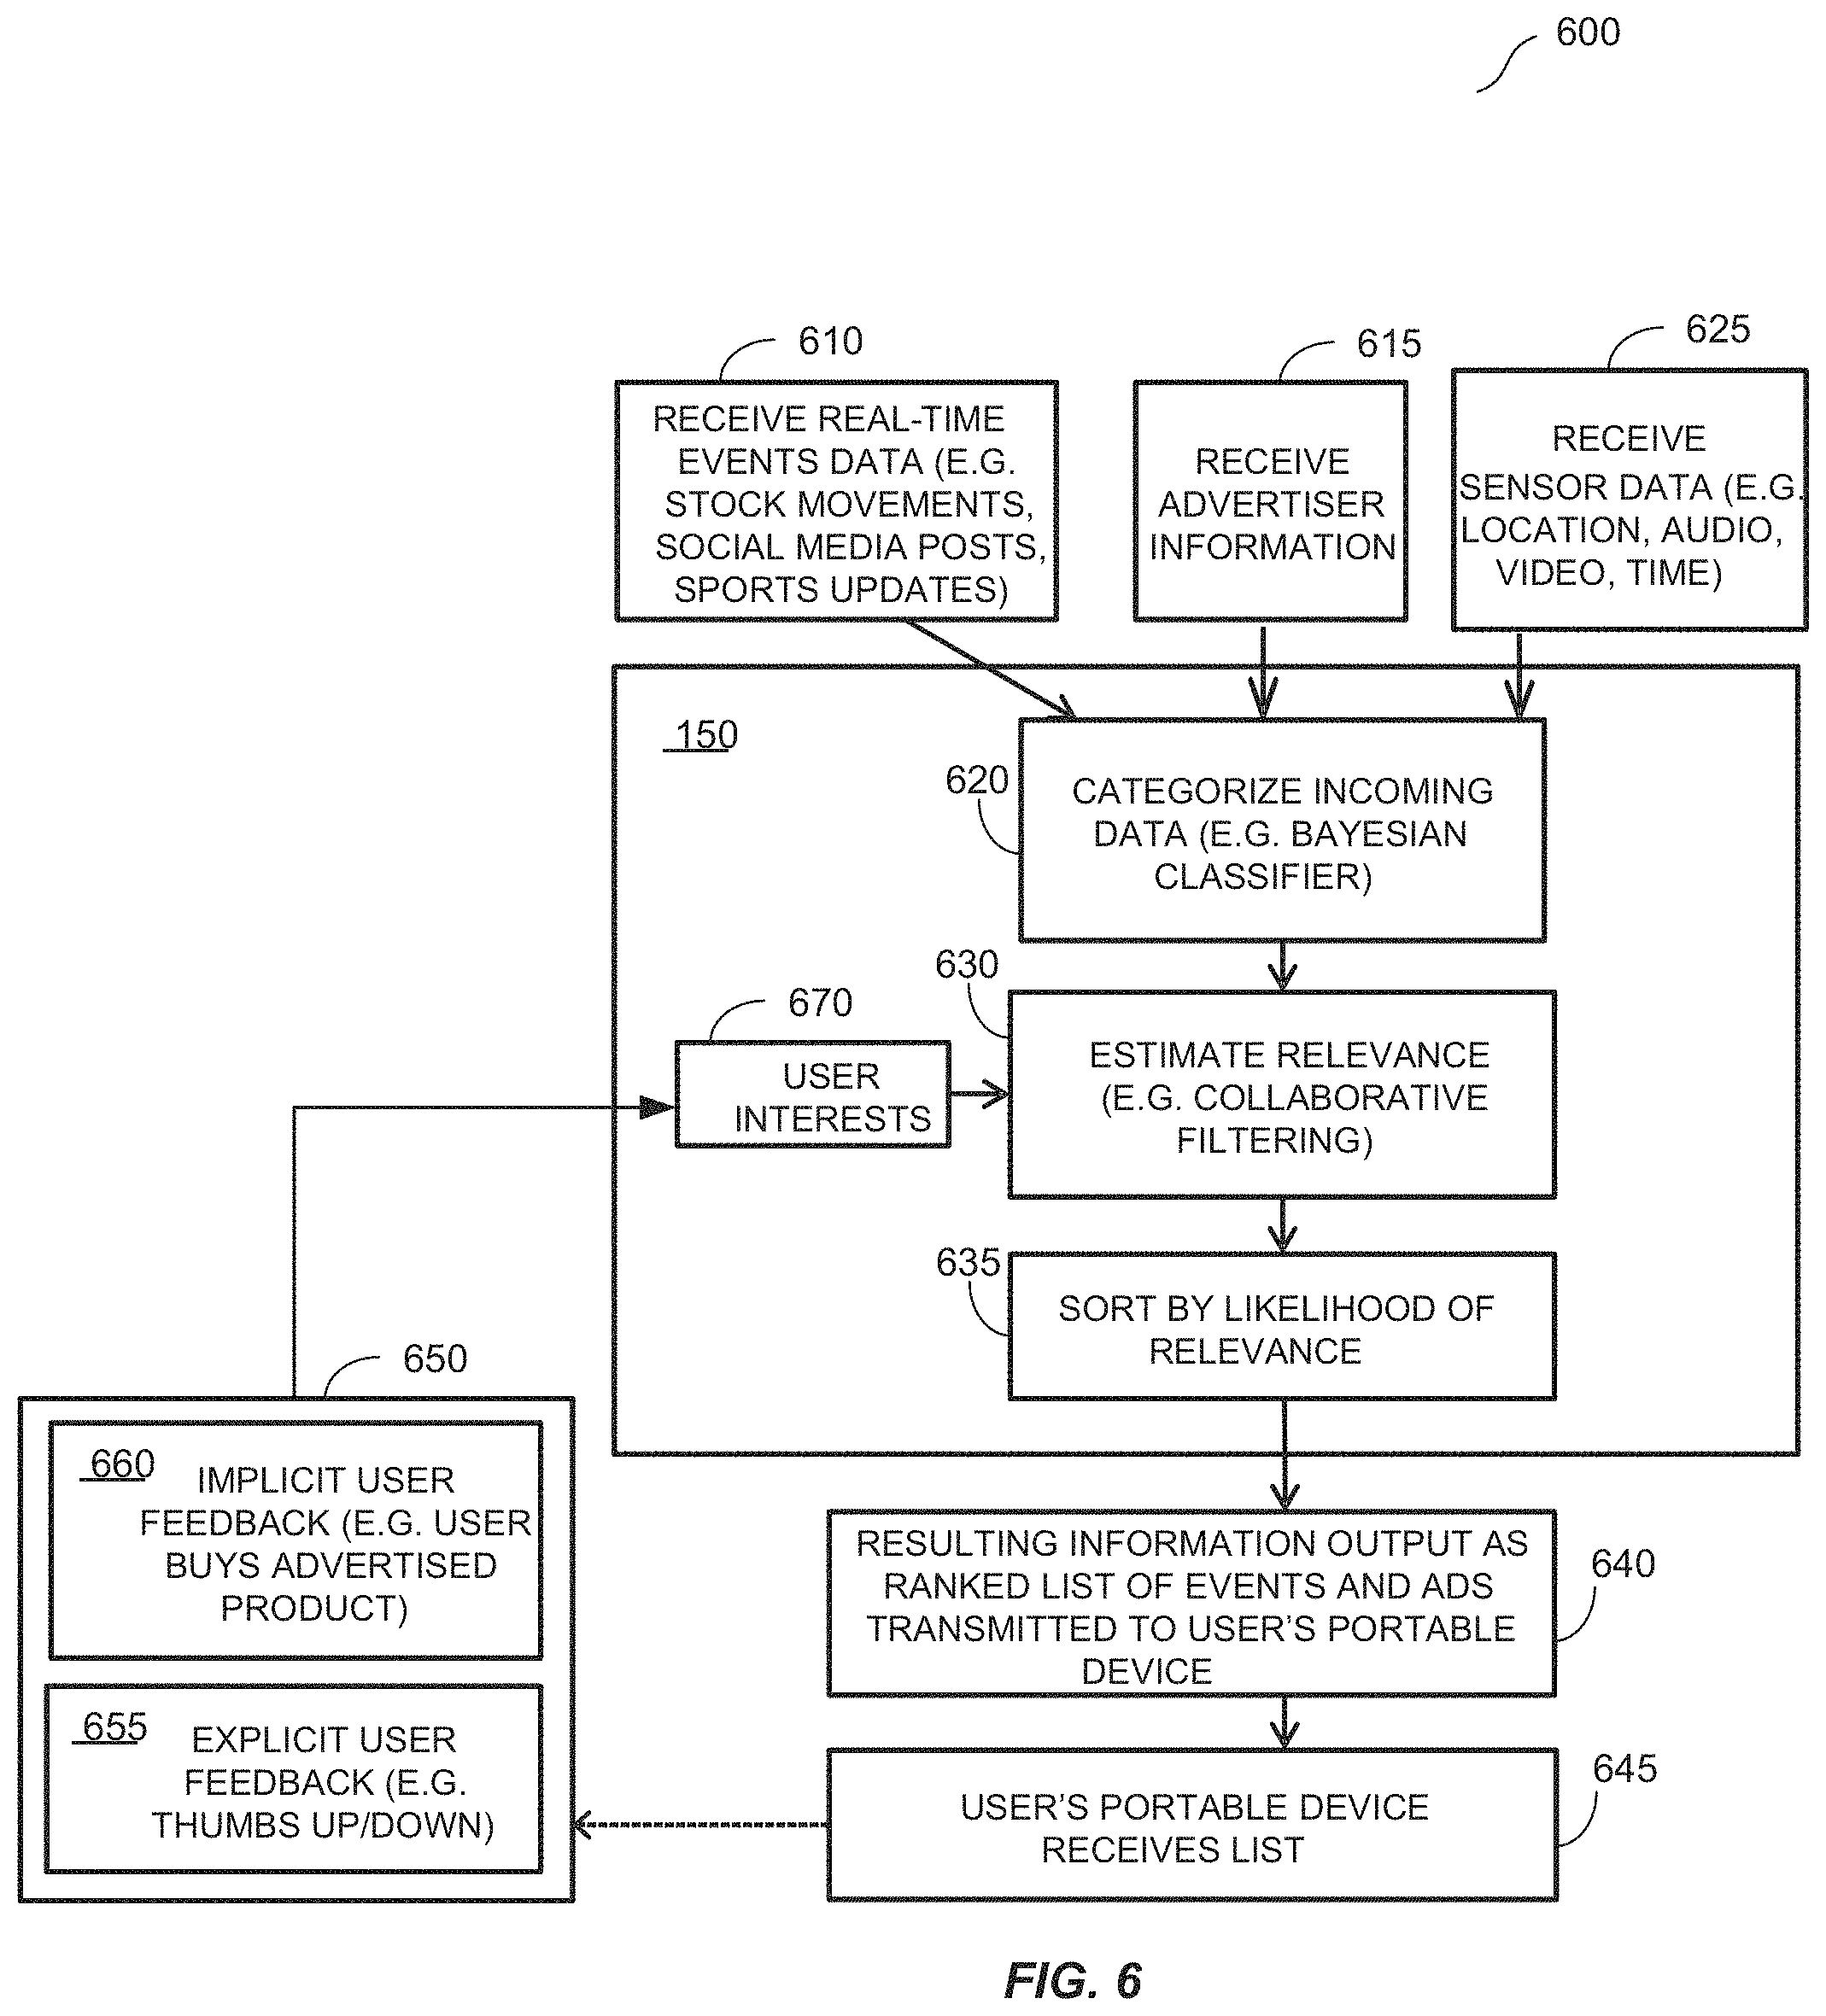 600
610
615
625
RECEIVE REAL-TIME
EVENTS DATA (E.G.
STOCK MOVEMENTS,
SOCIAL MEDIA POSTS,
SPORTS UPDATES)
RECEIVE
ADVERTISER
INFORMATION
RECEIVE
SENSOR DATA (E.G.
LOCATION, AUDIO,
VIDEO, TIME)
150
620
CATEGORIZE INCOMING
DATA (E.G. BAYESIAN
CLASSIFIER)
630
670
USER
INTERESTS
ESTIMATE RELEVANCE
(E.G. COLLABORATIVE
FILTERING)
635
SORT BY LIKELIHOOD OF
RELEVANCE
650
660
IMPLICIT USER
FEEDBACK (E.G. USER
BUYS ADVERTISED
PRODUCT)
655
EXPLICIT USER
FEEDBACK (E.G.
THUMBS UP/DOWN)
RESULTING INFORMATION OUTPUT AS
RANKED LIST OF EVENTS AND ADS
TRANSMITTED TO USER'S PORTABLE
DEVICE
640
USER'S PORTABLE DEVICE
RECEIVES LIST
645
FIG. 6